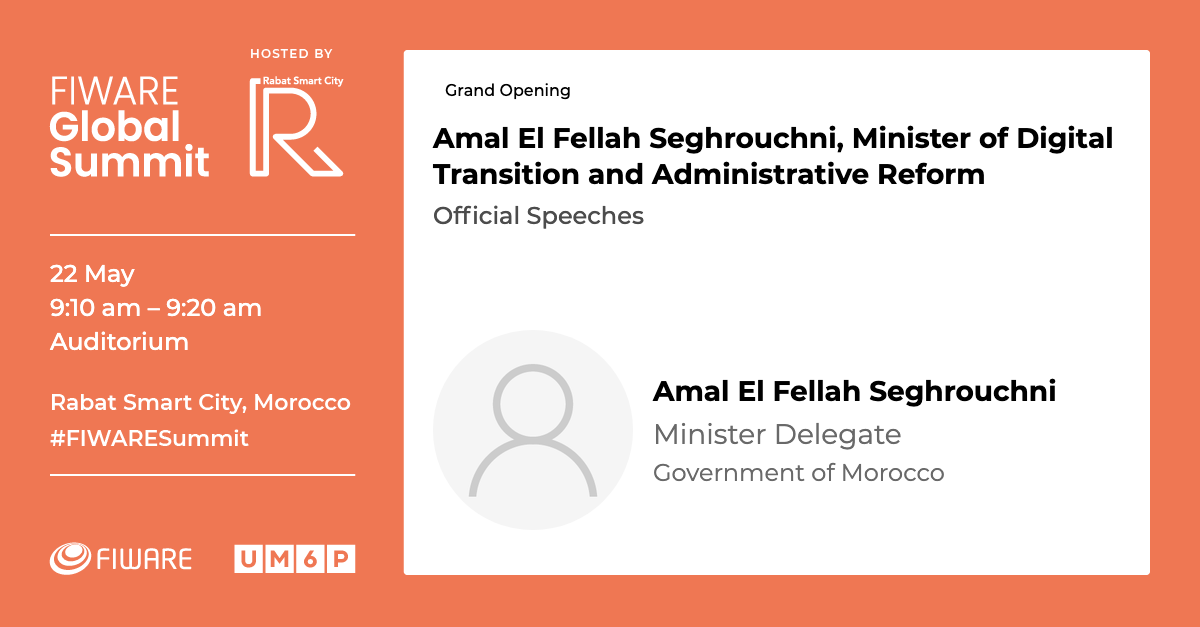 FIWARE
Global
Summit
HOSTED BY
Rabat Smart City
R
22 May
9:10 am – 9:20 am
Auditorium
Rabat Smart City, Morocco
#FIWARESummit
FIWARE
UM6P
Grand Opening
Amal El Fellah Seghrouchni, Minister of Digital
Transition and Administrative Reform
Official Speeches
Amal El Fellah Seghrouchni
Minister Delegate
Government of Morocco